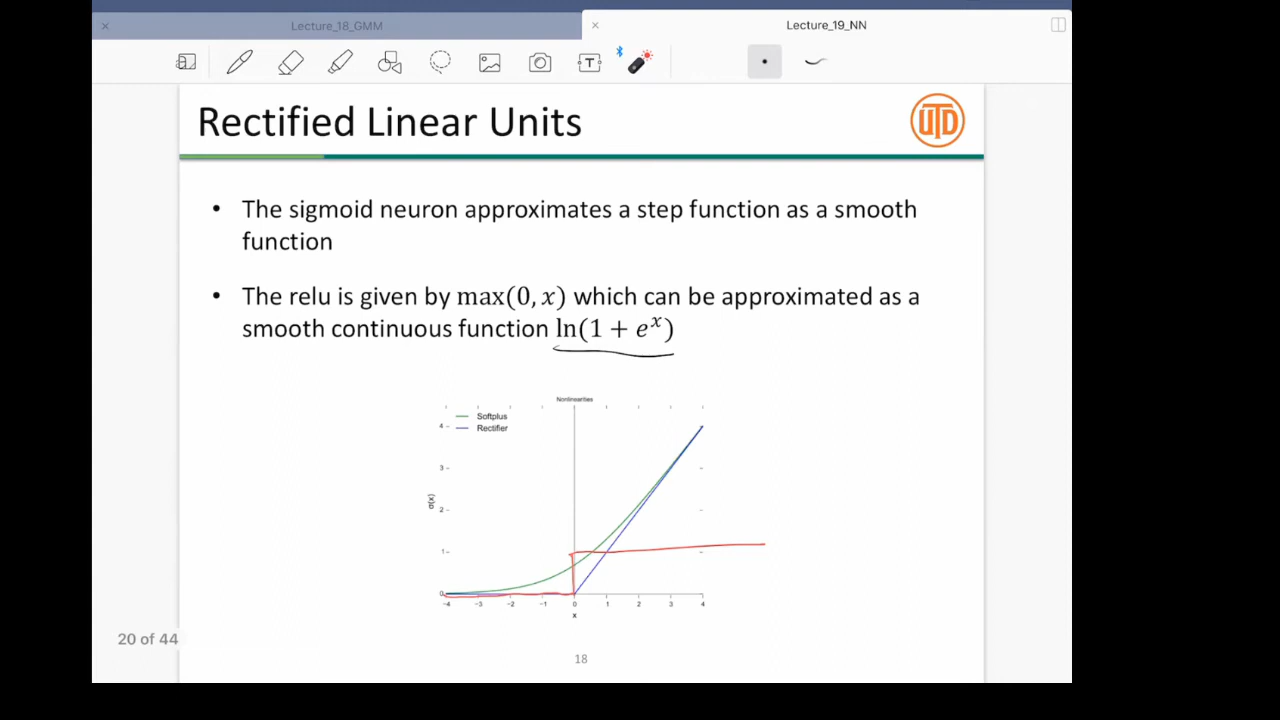 Lecture_18_GMM
Lecture_19_NN
T
Rectified Linear Units
UTD
• The sigmoid neuron approximates a step function as a smooth
function
• The relu is given by max(0, x) which can be approximated as a
smooth continuous function ln(1 + eˣ)
Nonlinearities
Softplus
Rectifier
4
3
2
1
0
σ(x)
−4 −3 −2 −1 0 1 2 3 4
x
20 of 44
18